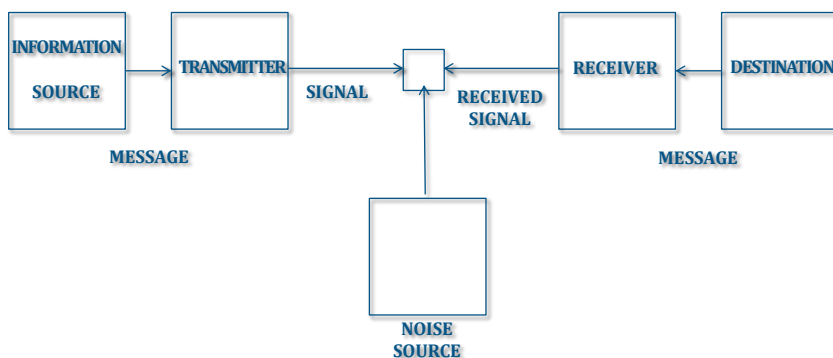 INFORMATION
SOURCE
TRANSMITTER
SIGNAL
RECEIVED
SIGNAL
RECEIVER
DESTINATION
MESSAGE
MESSAGE
NOISE
SOURCE